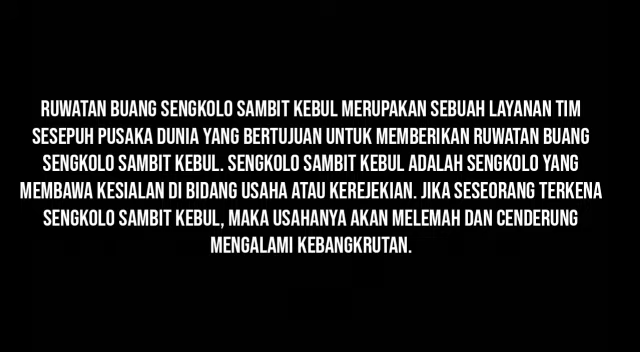 RUWATAN BUANG SENGKOLO SAMBIT KEBUL MERUPAKAN SEBUAH LAYANAN TIM
SESEPUH PUSAKA DUNIA YANG BERTUJUAN UNTUK MEMBERIKAN RUWATAN BUANG
SENGKOLO SAMBIT KEBUL. SENGKOLO SAMBIT KEBUL ADALAH SENGKOLO YANG
MEMBAWA KESIALAN DI BIDANG USAHA ATAU KEREJEKIAN. JIKA SESEORANG TERKENA
SENGKOLO SAMBIT KEBUL, MAKA USAHANYA AKAN MELEMAH DAN CENDERUNG
MENGALAMI KEBANGKRUTAN.